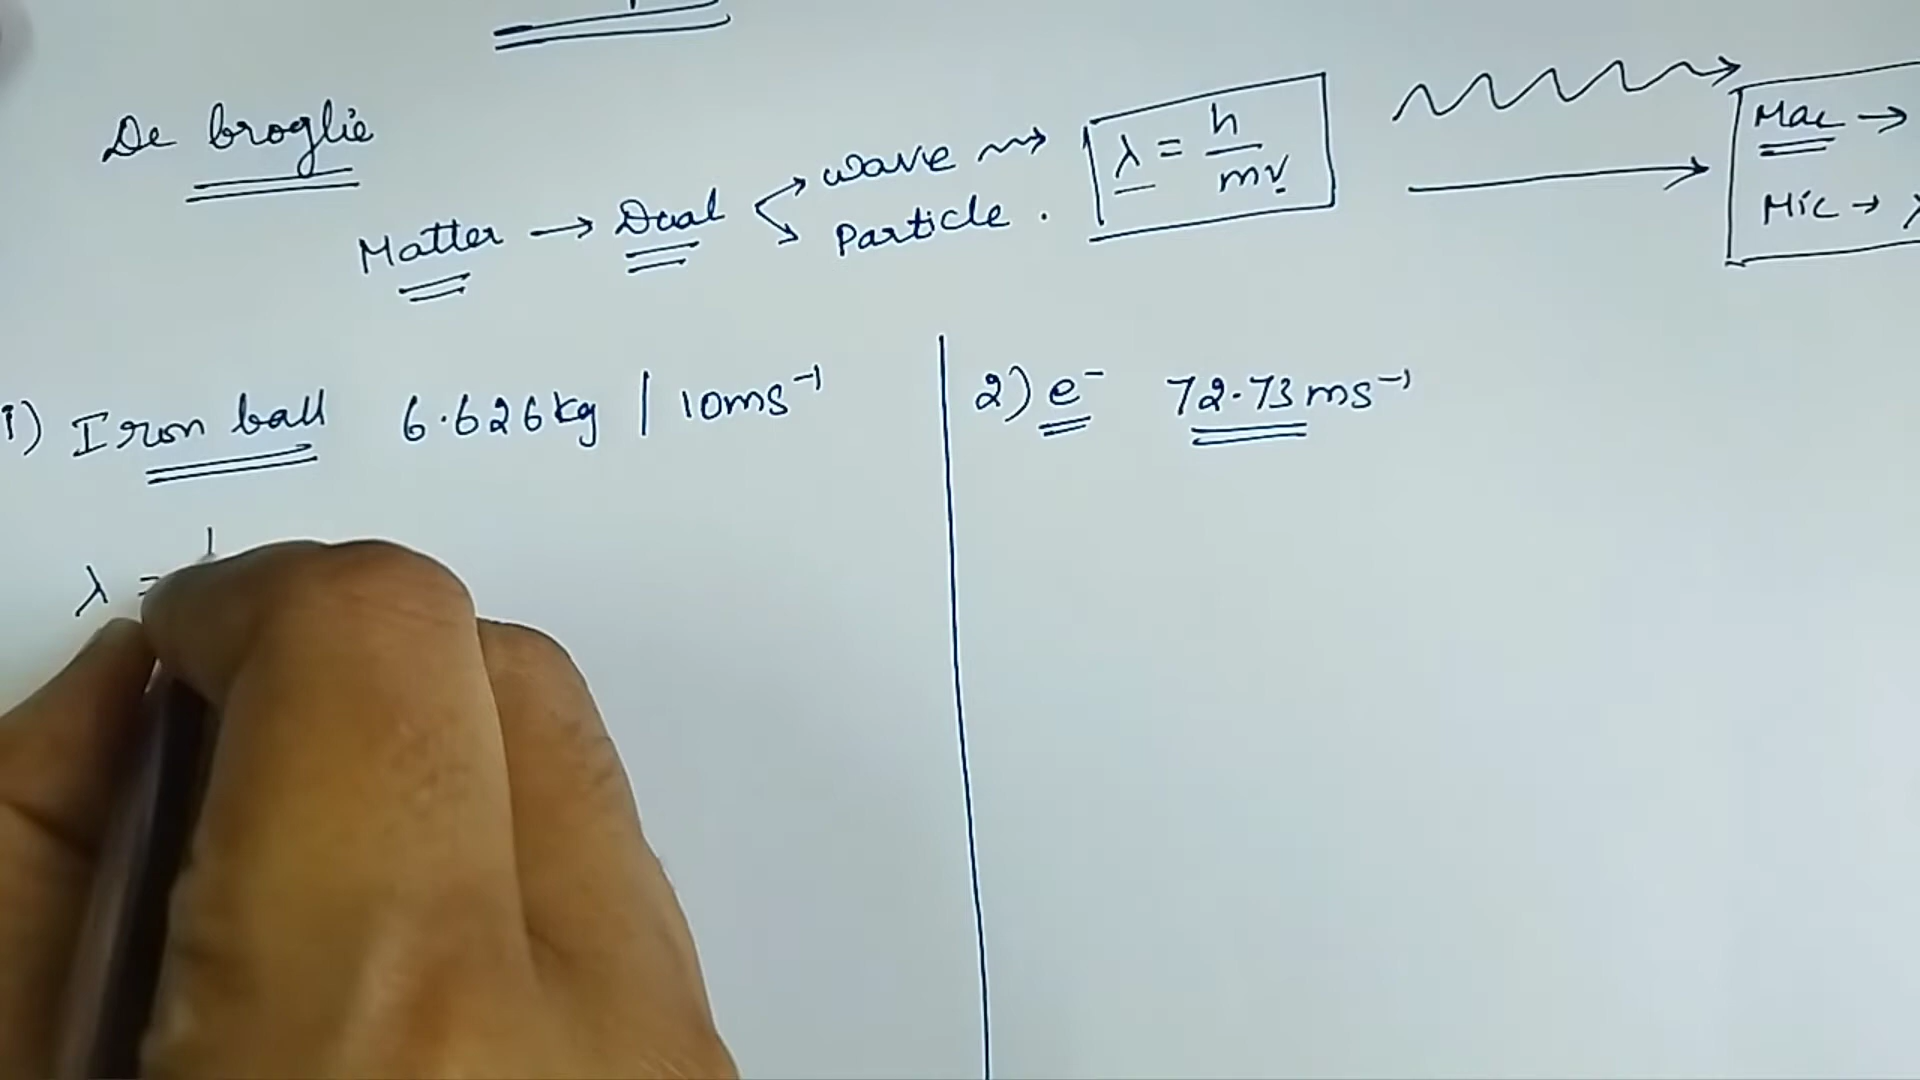 De broglie
Matter → Dual
wave
Particle .
λ = h/mv
Mac →
Mic → λ
1) Iron ball 6.626kg | 10ms⁻¹
2) e⁻ 72.73ms⁻¹
λ =